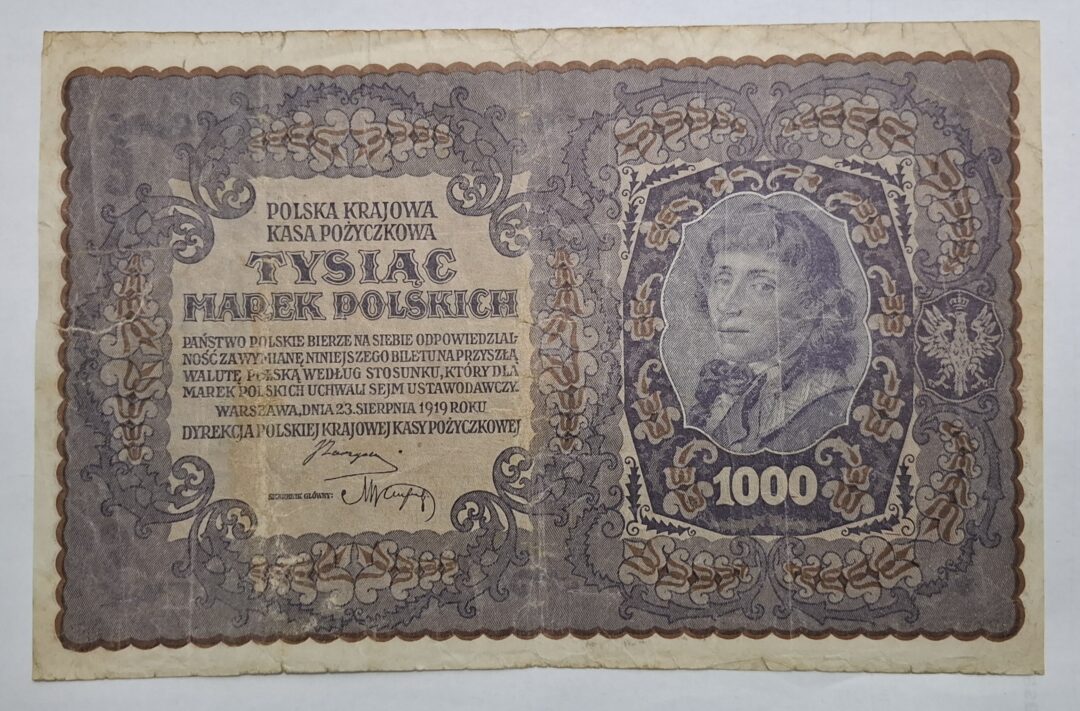 POLSKA KRAJOWA
KASA POŻYCZKOWA
TYSIĄC
MAREK POLSKICH
PAŃSTWO POLSKIE BIERZE NA SIEBIE ODPOWIEDZIAL-
NOŚĆ ZA WYMIANĘ NINIEJSZEGO BILETU NA PRZYSZŁĄ
WALUTĘ POLSKĄ WEDŁUG STOSUNKU, KTÓRY DLA
MAREK POLSKICH UCHWALI SEJM USTAWODAWCZY.
WARSZAWA, DNIA 23. SIERPNIA 1919 ROKU
DYREKCJA POLSKIEJ KRAJOWEJ KASY POŻYCZKOWEJ
SKARBNIK GŁÓWNY:
1000